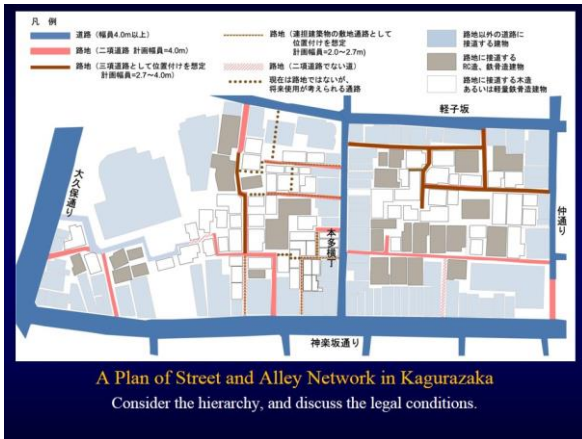 凡 例
道路（幅員4.0m以上）
路地（二項道路 計画幅員=4.0m）
路地（三項道路として位置付けを想定
計画幅員=2.7～4.0m）
路地（連担建築物の敷地通路として
位置付けを想定
計画幅員=2.0～2.7m）
路地（二項道路でない道）
現在は路地ではないが、
将来使用が考えられる通路
路地以外の道路に
接道する建物
路地に接道する
RC造、鉄骨造建物
路地に接道する木造
あるいは軽量鉄骨造建物
軽子坂
大久保通り
本多横丁
仲通り
神楽坂通り
A Plan of Street and Alley Network in Kagurazaka
Consider the hierarchy, and discuss the legal conditions.